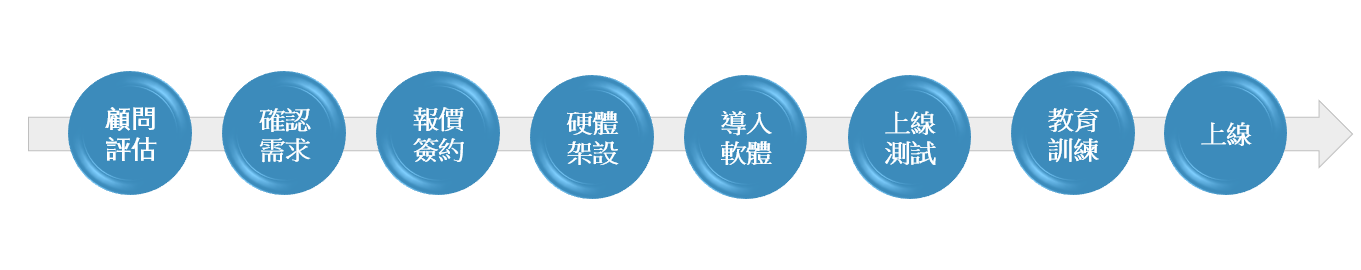 顧問
評估
確認
需求
報價
簽約
硬體
架設
導入
軟體
上線
測試
教育
訓練
上線